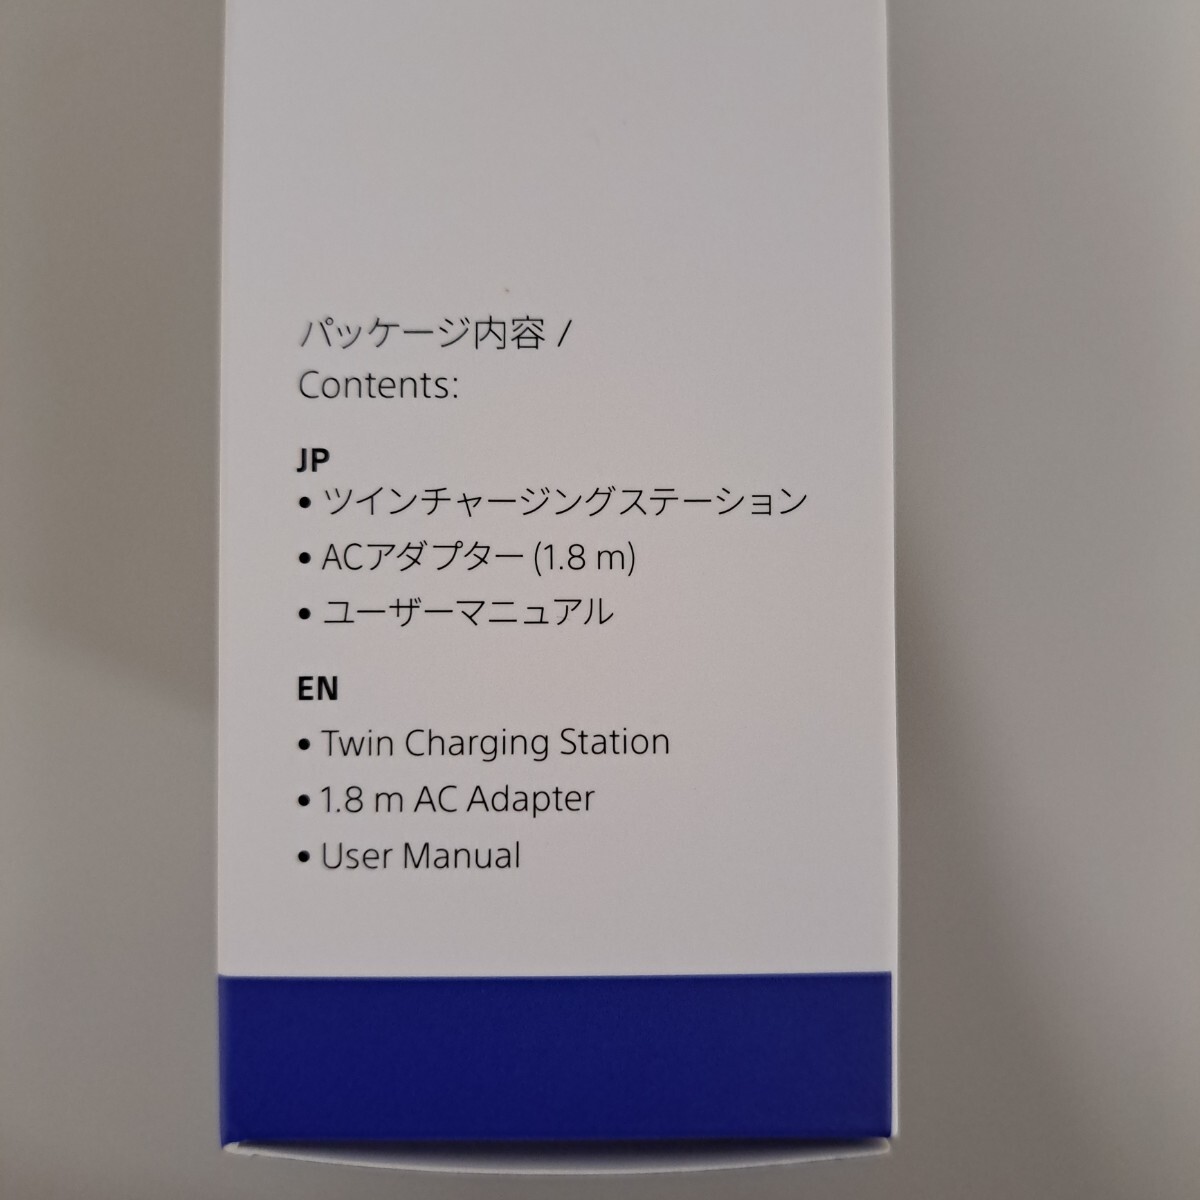 パッケージ内容 /
Contents:
JP
• ツインチャージングステーション
• ACアダプター (1.8 m)
• ユーザーマニュアル
EN
• Twin Charging Station
• 1.8 m AC Adapter
• User Manual